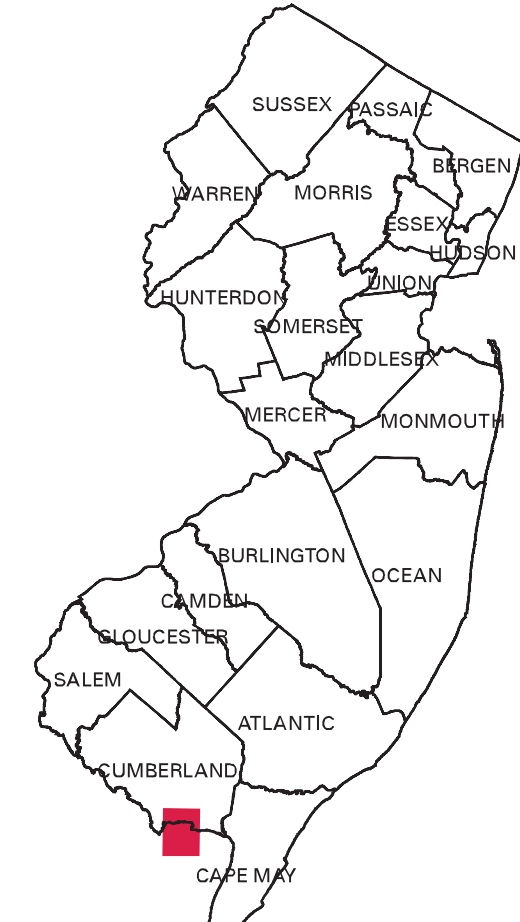 SUSSEX
PASSAIC
BERGEN
WARREN
MORRIS
ESSEX
HUDSON
UNION
HUNTERDON
SOMERSET
MIDDLESEX
MERCER
MONMOUTH
BURLINGTON
OCEAN
CAMDEN
GLOUCESTER
SALEM
ATLANTIC
CUMBERLAND
CAPE MAY